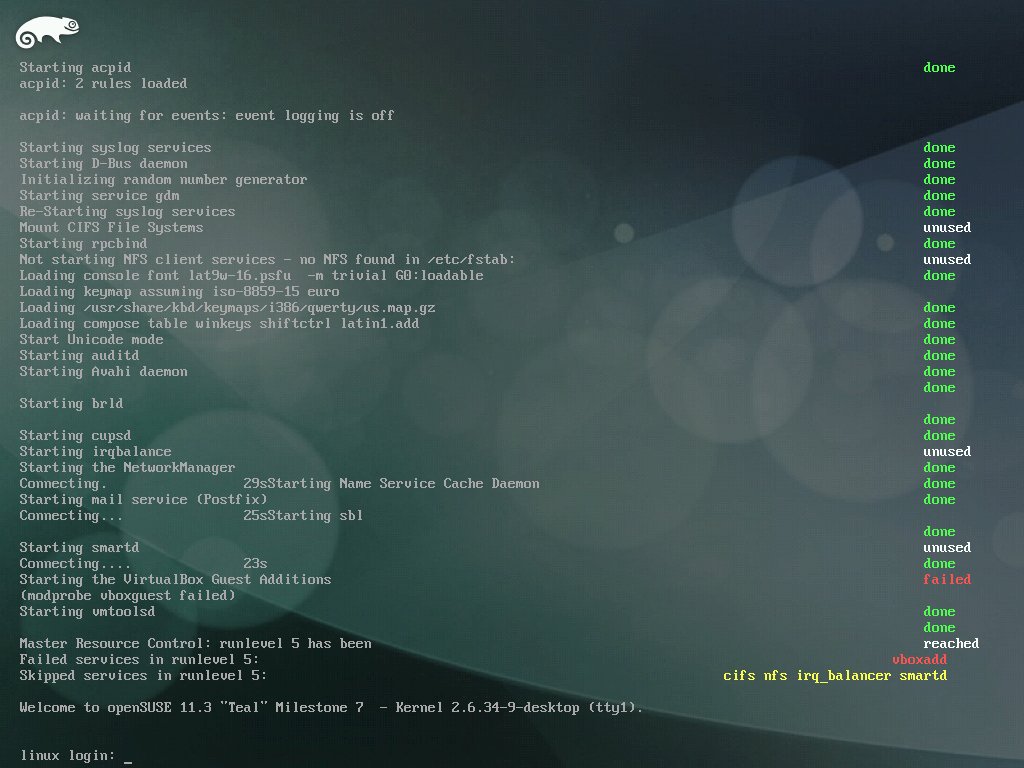 Starting acpid done
acpid: 2 rules loaded
acpid: waiting for events: event logging is off
Starting syslog services done
Starting D-Bus daemon done
Initializing random number generator done
Starting service gdm done
Re-Starting syslog services done
Mount CIFS File Systems unused
Starting rpcbind done
Not starting NFS client services - no NFS found in /etc/fstab: unused
Loading console font lat9w-16.psfu  -m trivial G0:loadable done
Loading keymap assuming iso-8859-15 euro
Loading /usr/share/kbd/keymaps/i386/qwerty/us.map.gz done
Loading compose table winkeys shiftctrl latin1.add done
Start Unicode mode done
Starting auditd done
Starting Avahi daemon done
done
Starting brld
done
Starting cupsd done
Starting irqbalance unused
Starting the NetworkManager done
Connecting. 29sStarting Name Service Cache Daemon done
Starting mail service (Postfix) done
Connecting... 25sStarting sbl
done
Starting smartd unused
Connecting.... 23s done
Starting the VirtualBox Guest Additions failed
(modprobe vboxguest failed)
Starting vmtoolsd done
done
Master Resource Control: runlevel 5 has been reached
Failed services in runlevel 5: vboxadd
Skipped services in runlevel 5: cifs nfs irq_balancer smartd
Welcome to openSUSE 11.3 "Teal" Milestone 7  - Kernel 2.6.34-9-desktop (tty1).
linux login: _